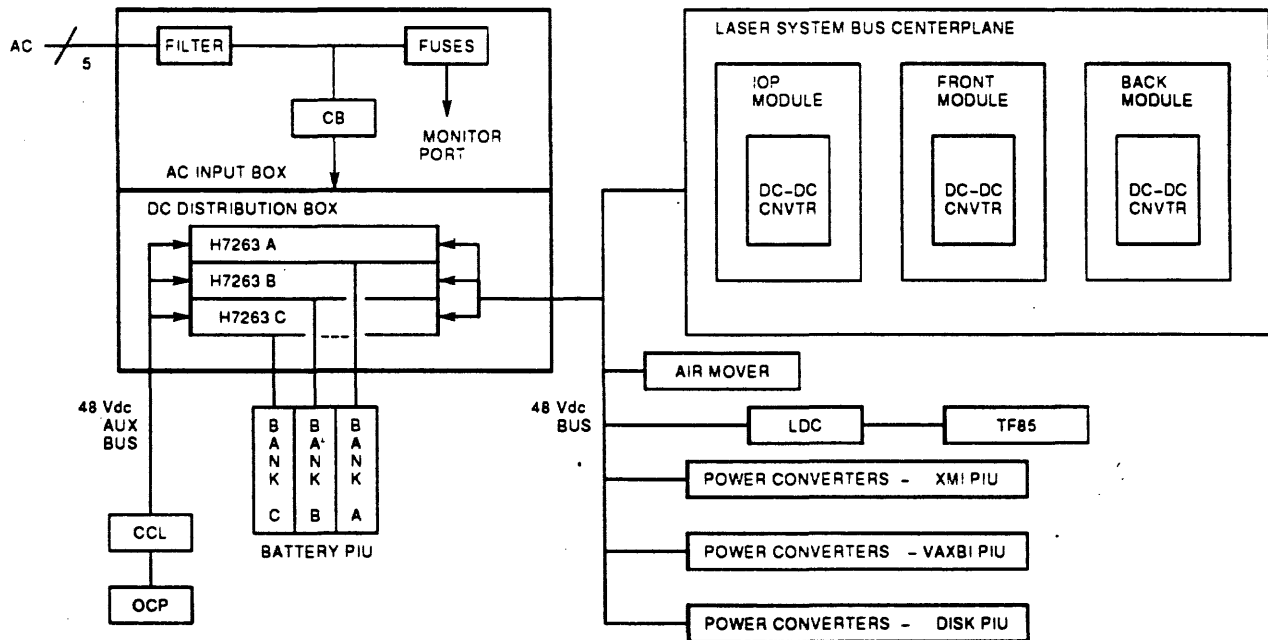 AC
5
FILTER
FUSES
CB
MONITOR
PORT
AC INPUT BOX
DC DISTRIBUTION BOX
H7263 A
H7263 B
H7263 C
48 Vdc
AUX
BUS
CCL
OCP
BANK C
BANK B
BANK A
BATTERY PIU
LASER SYSTEM BUS CENTERPLANE
IOP
MODULE
DC-DC
CNVTR
FRONT
MODULE
DC-DC
CNVTR
BACK
MODULE
DC-DC
CNVTR
48 Vdc
BUS
AIR MOVER
LDC
TF85
POWER CONVERTERS - XMI PIU
POWER CONVERTERS - VAXBI PIU
POWER CONVERTERS - DISK PIU